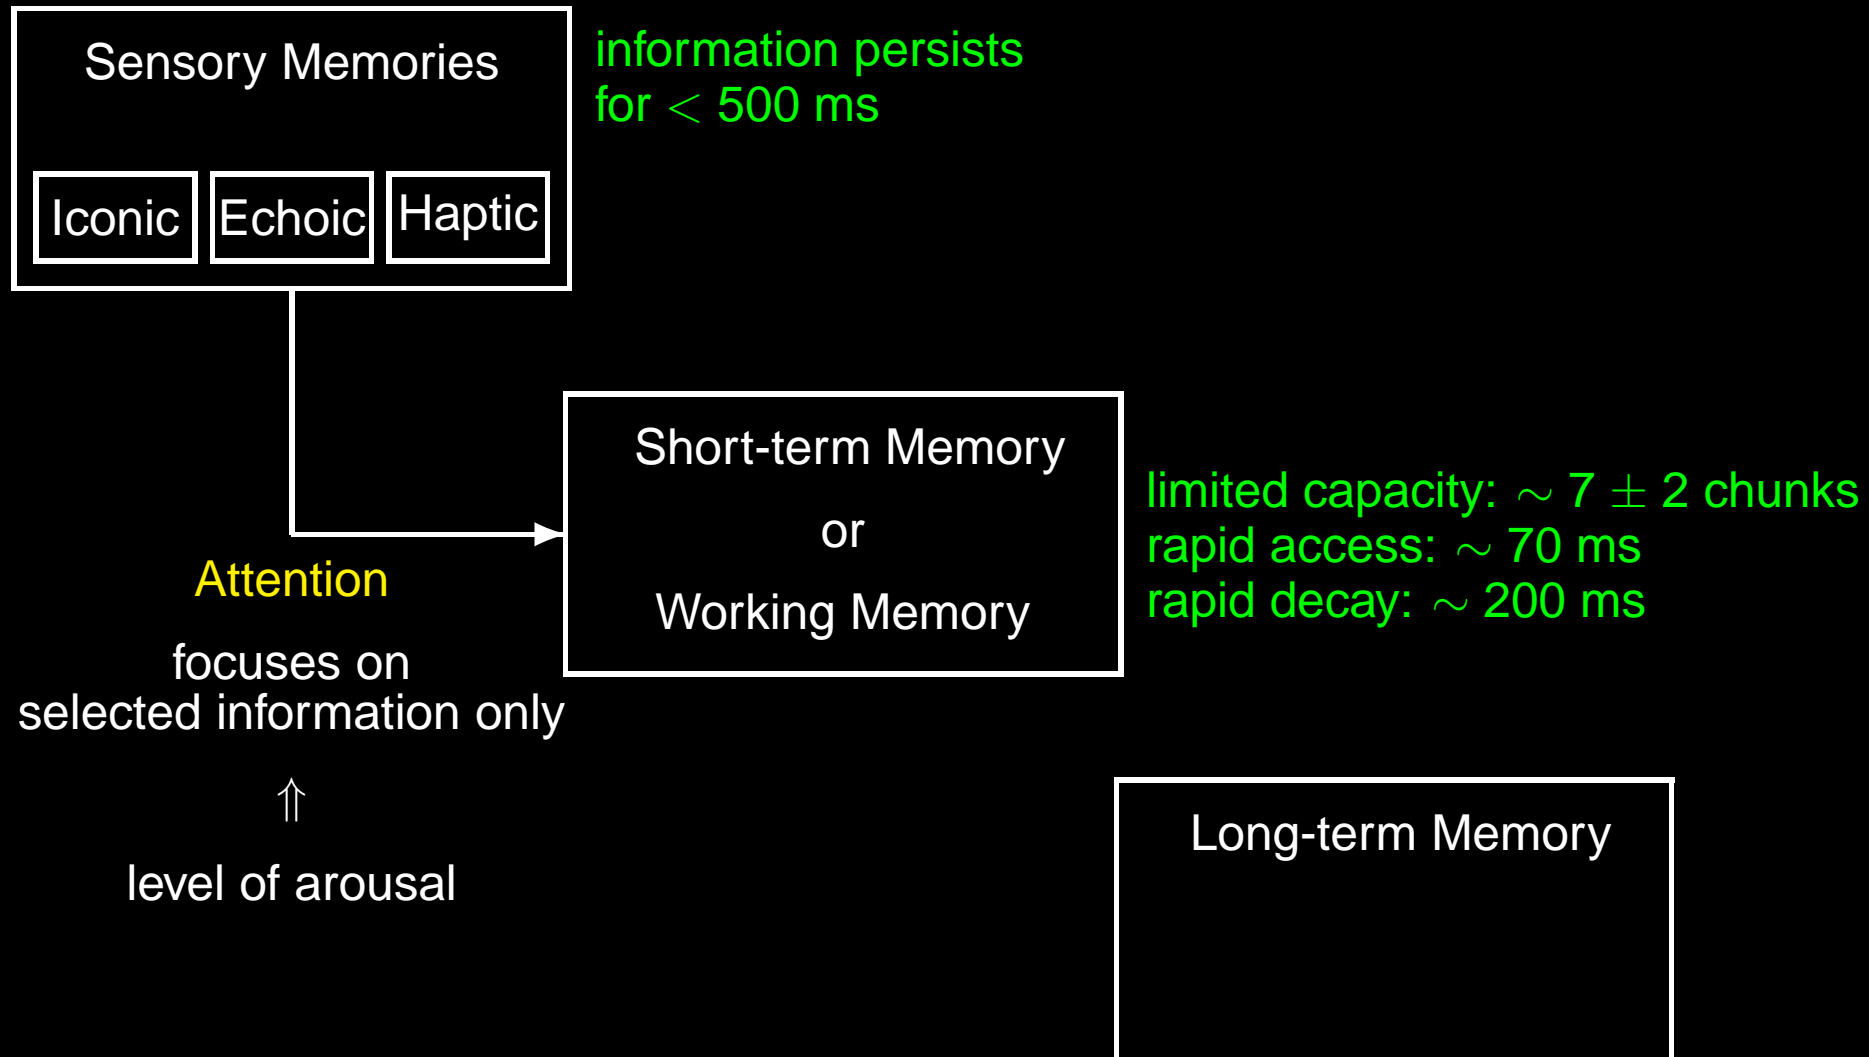 Sensory Memories
Iconic
Echoic
Haptic
information persists
for < 500 ms
Short-term Memory
or
Working Memory
limited capacity: ∼ 7 ± 2 chunks
rapid access: ∼ 70 ms
rapid decay: ∼ 200 ms
Attention
focuses on
selected information only
⇑
level of arousal
Long-term Memory